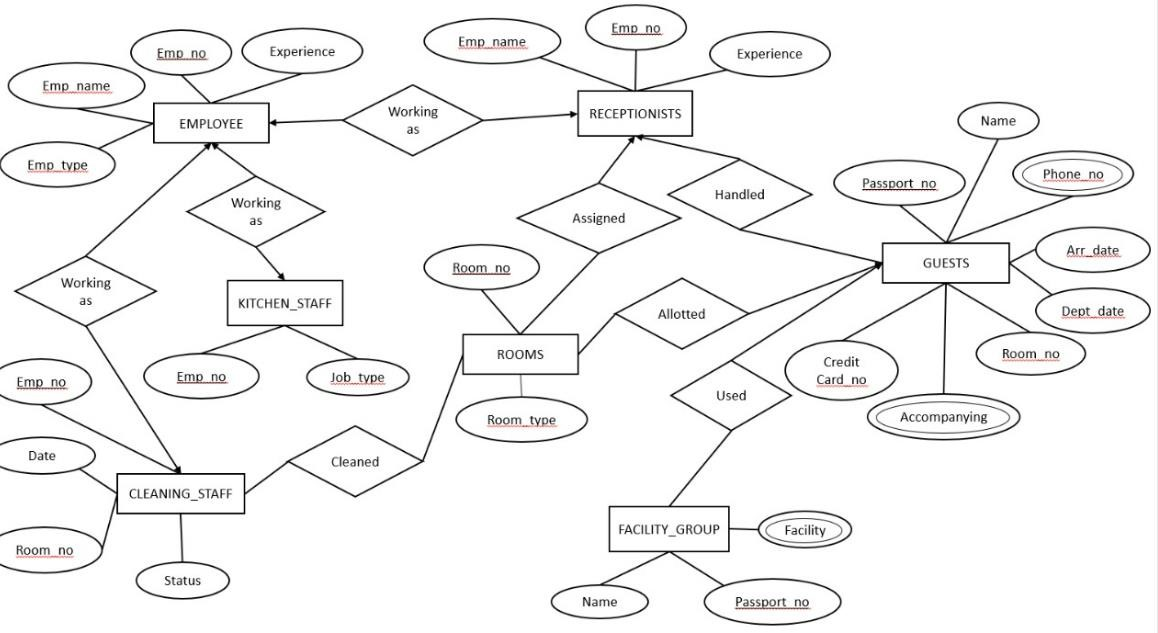 Emp_no
Emp_name
Emp_no
Experience
Emp_name
Experience
Emp_name
Working
as
RECEPTIONISTS
EMPLOYEE
Name
Emp_type
Phone_no
Passport_no
Handled
Working
as
Assigned
Arr_date
GUESTS
Room_no
Working
as
KITCHEN_STAFF
Allotted
Dept_date
ROOMS
Room_no
Credit
Card_no
Emp_no
Emp_no
Job_type
Used
Room_type
Accompanying
Date
Cleaned
CLEANING_STAFF
FACILITY_GROUP
Facility
Room_no
Status
Name
Passport_no